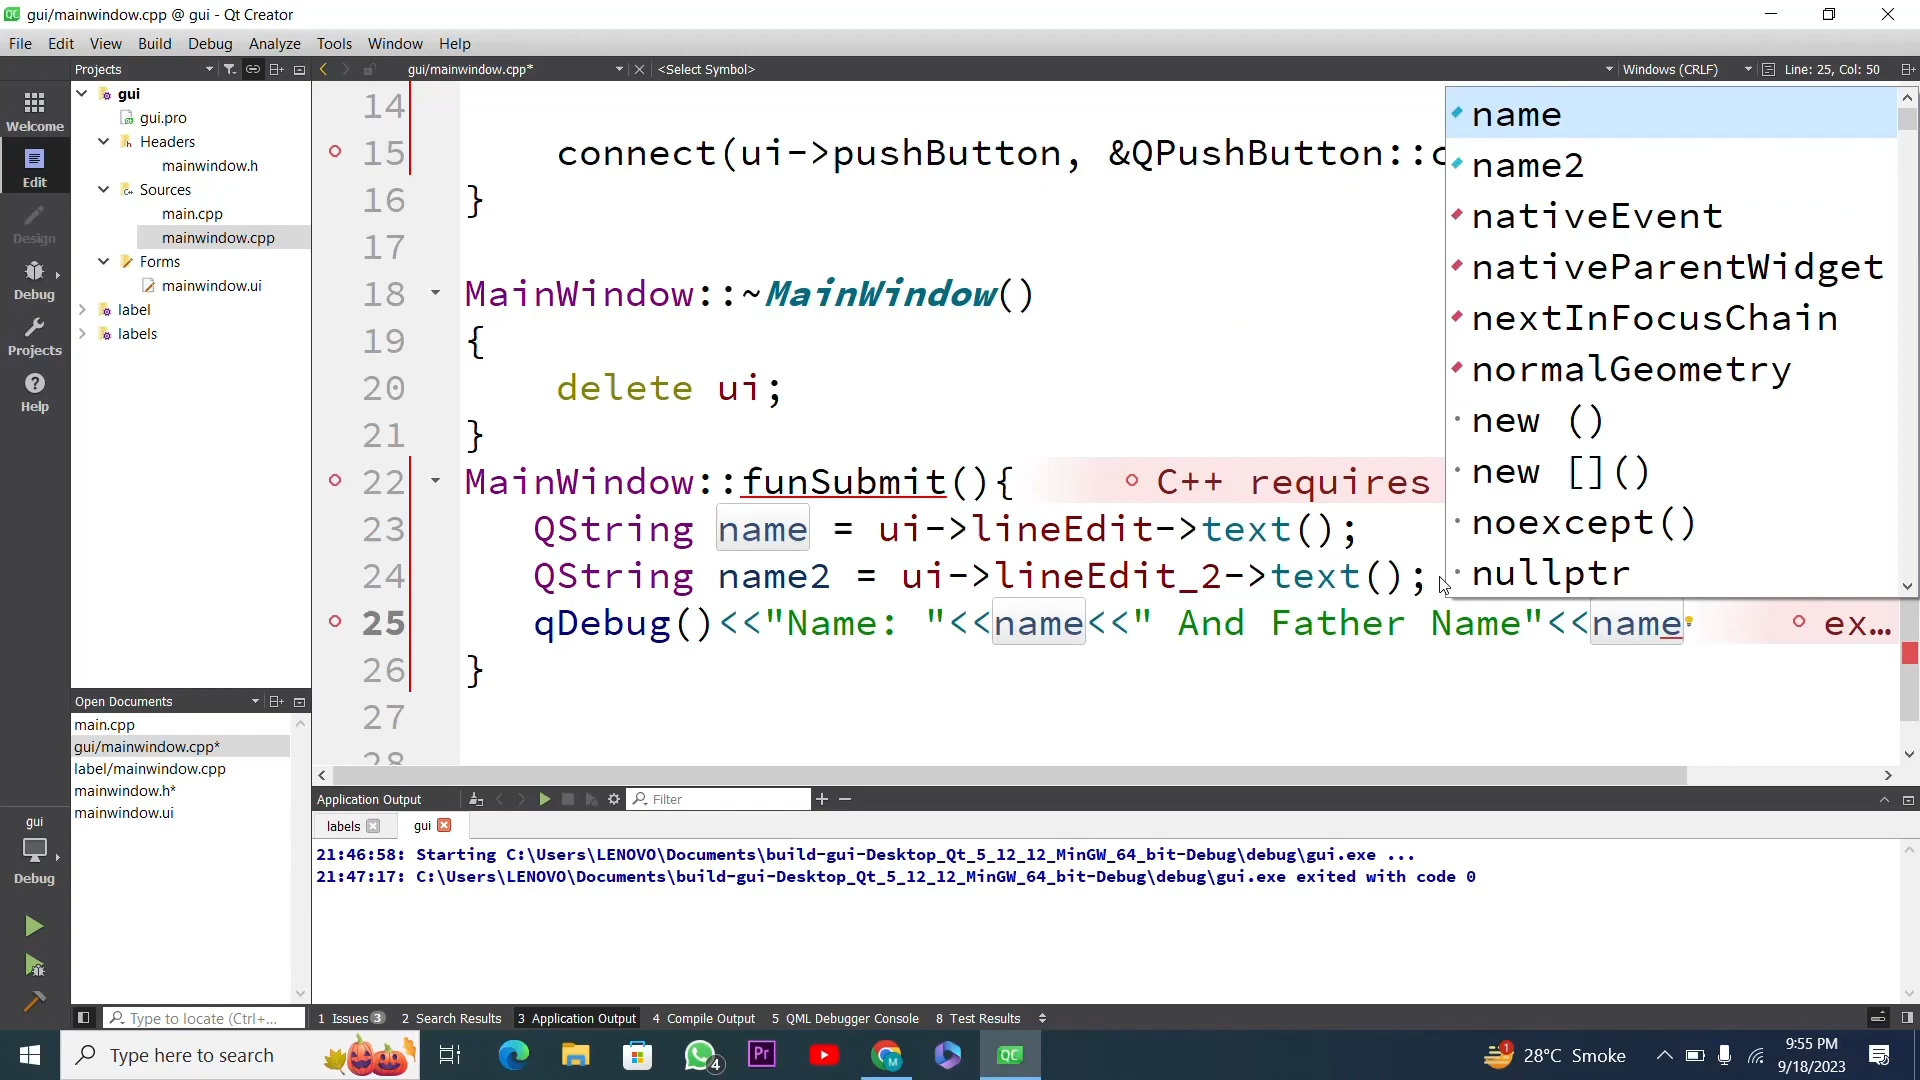 gui/mainwindow.cpp @ gui - Qt Creator
File Edit View Build Debug Analyze Tools Window Help
Projects gui/mainwindow.cpp* <Select Symbol> Windows (CRLF) Line: 25, Col: 50
Welcome
Edit
Design
Debug
Projects
Help
gui
gui.pro
Headers
mainwindow.h
Sources
main.cpp
mainwindow.cpp
Forms
mainwindow.ui
label
labels
14
15 connect(ui->pushButton, &QPushButton::c
16 }
17
18 MainWindow::~MainWindow()
19 {
20 delete ui;
21 }
22 MainWindow::funSubmit(){ C++ requires
23 QString name = ui->lineEdit->text();
24 QString name2 = ui->lineEdit_2->text();
25 qDebug()<<"Name: "<<name<<" And Father Name"<<name ex...
26 }
27
28
name
name2
nativeEvent
nativeParentWidget
nextInFocusChain
normalGeometry
new ()
new []()
noexcept()
nullptr
Open Documents
main.cpp
gui/mainwindow.cpp*
label/mainwindow.cpp
mainwindow.h*
mainwindow.ui
gui
Debug
Application Output Filter
labels gui
21:46:58: Starting C:\Users\LENOVO\Documents\build-gui-Desktop_Qt_5_12_12_MinGW_64_bit-Debug\debug\gui.exe ...
21:47:17: C:\Users\LENOVO\Documents\build-gui-Desktop_Qt_5_12_12_MinGW_64_bit-Debug\debug\gui.exe exited with code 0
Type to locate (Ctrl+... 1 Issues 3 2 Search Results 3 Application Output 4 Compile Output 5 QML Debugger Console 8 Test Results
Type here to search 4 Pr M QC 1 28°C Smoke 9:55 PM
9/18/2023